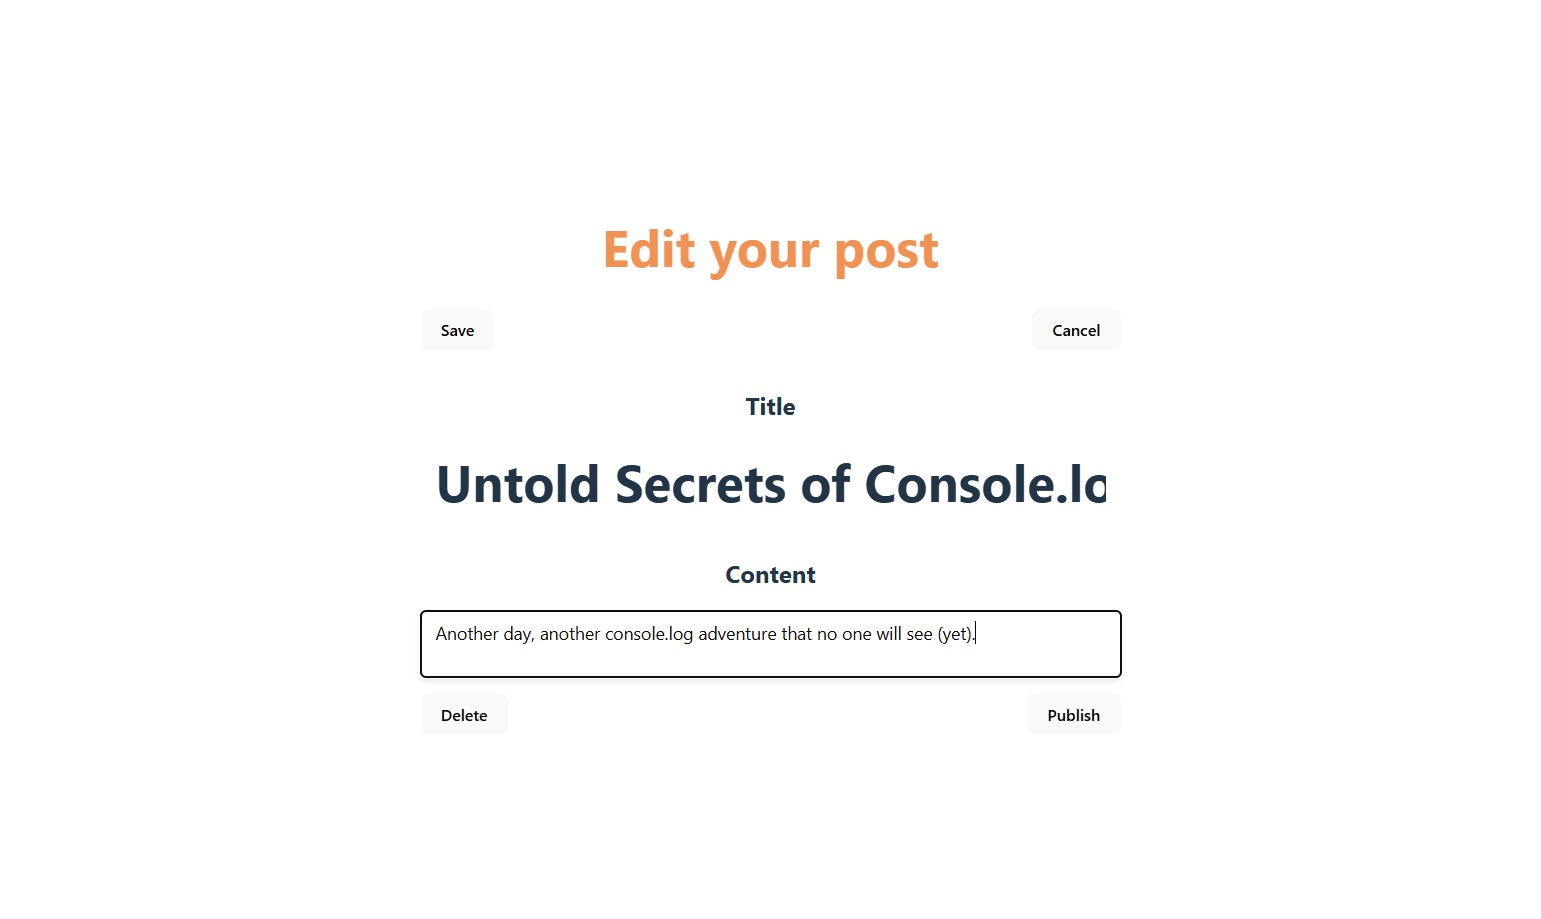 Edit your post
Save
Cancel
Title
Untold Secrets of Console.lo
Content
Another day, another console.log adventure that no one will see (yet).
Delete
Publish